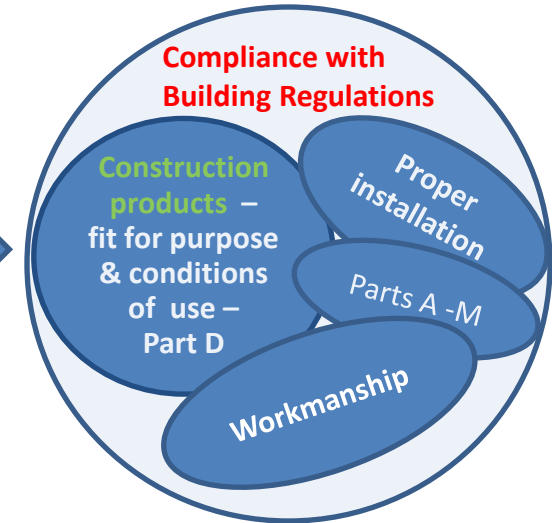 Compliance with
Building Regulations
Construction
products –
fit for purpose
& conditions
of use –
Part D
Proper
installation
Parts A -M
Workmanship